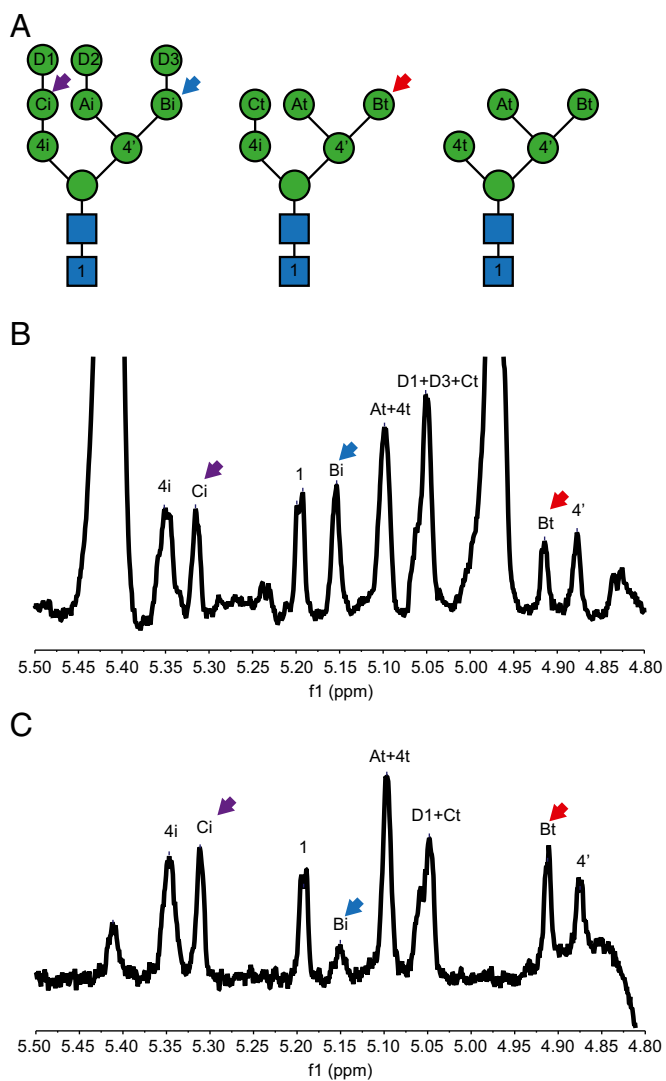 A
D1 D2 D3
Ci Ai Bi Ct At Bt At Bt
4i 4' 4i 4' 4t 4'
1 1 1
B
D1+D3+Ct
At+4t
4i Ci 1 Bi Bt 4'
5.50 5.45 5.40 5.35 5.30 5.25 5.20 5.15 5.10 5.05 5.00 4.95 4.90 4.85 4.80
f1 (ppm)
C
At+4t
D1+Ct
4i Ci 1 Bi Bt 4'
5.50 5.45 5.40 5.35 5.30 5.25 5.20 5.15 5.10 5.05 5.00 4.95 4.90 4.85 4.80
f1 (ppm)